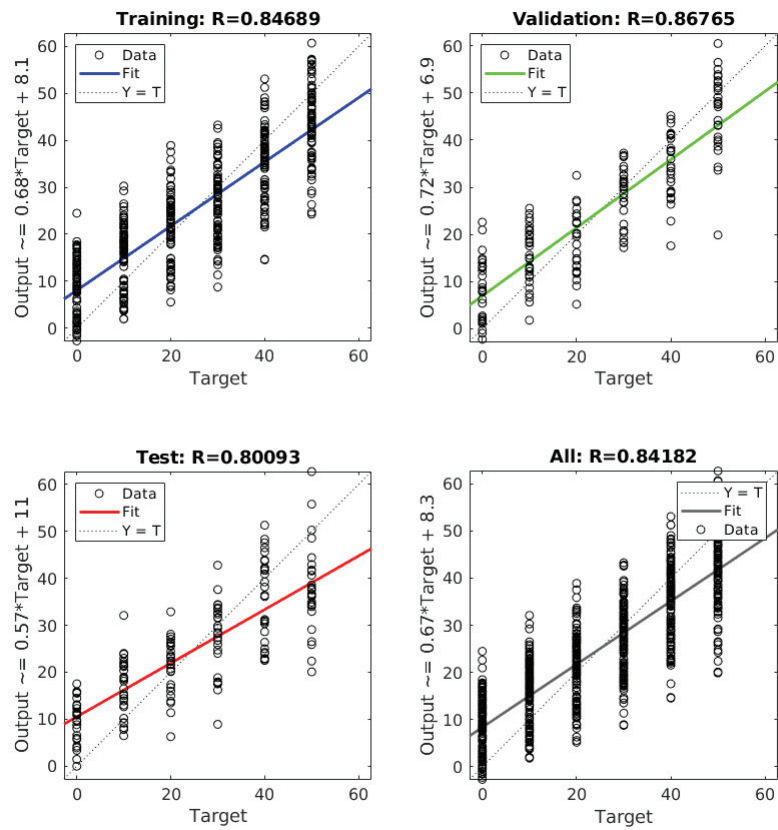 Training: R=0.84689
Output ~= 0.68*Target + 8.1
60
50
40
30
20
10
0
Data
Fit
Y = T
0 20 40 60
Target
Validation: R=0.86765
Output ~= 0.72*Target + 6.9
60
50
40
30
20
10
0
Data
Fit
Y = T
0 20 40 60
Target
Test: R=0.80093
Output ~= 0.57*Target + 11
60
50
40
30
20
10
0
Data
Fit
Y = T
0 20 40 60
Target
All: R=0.84182
Output ~= 0.67*Target + 8.3
60
50
40
30
20
10
0
Y = T
Fit
Data
0 20 40 60
Target